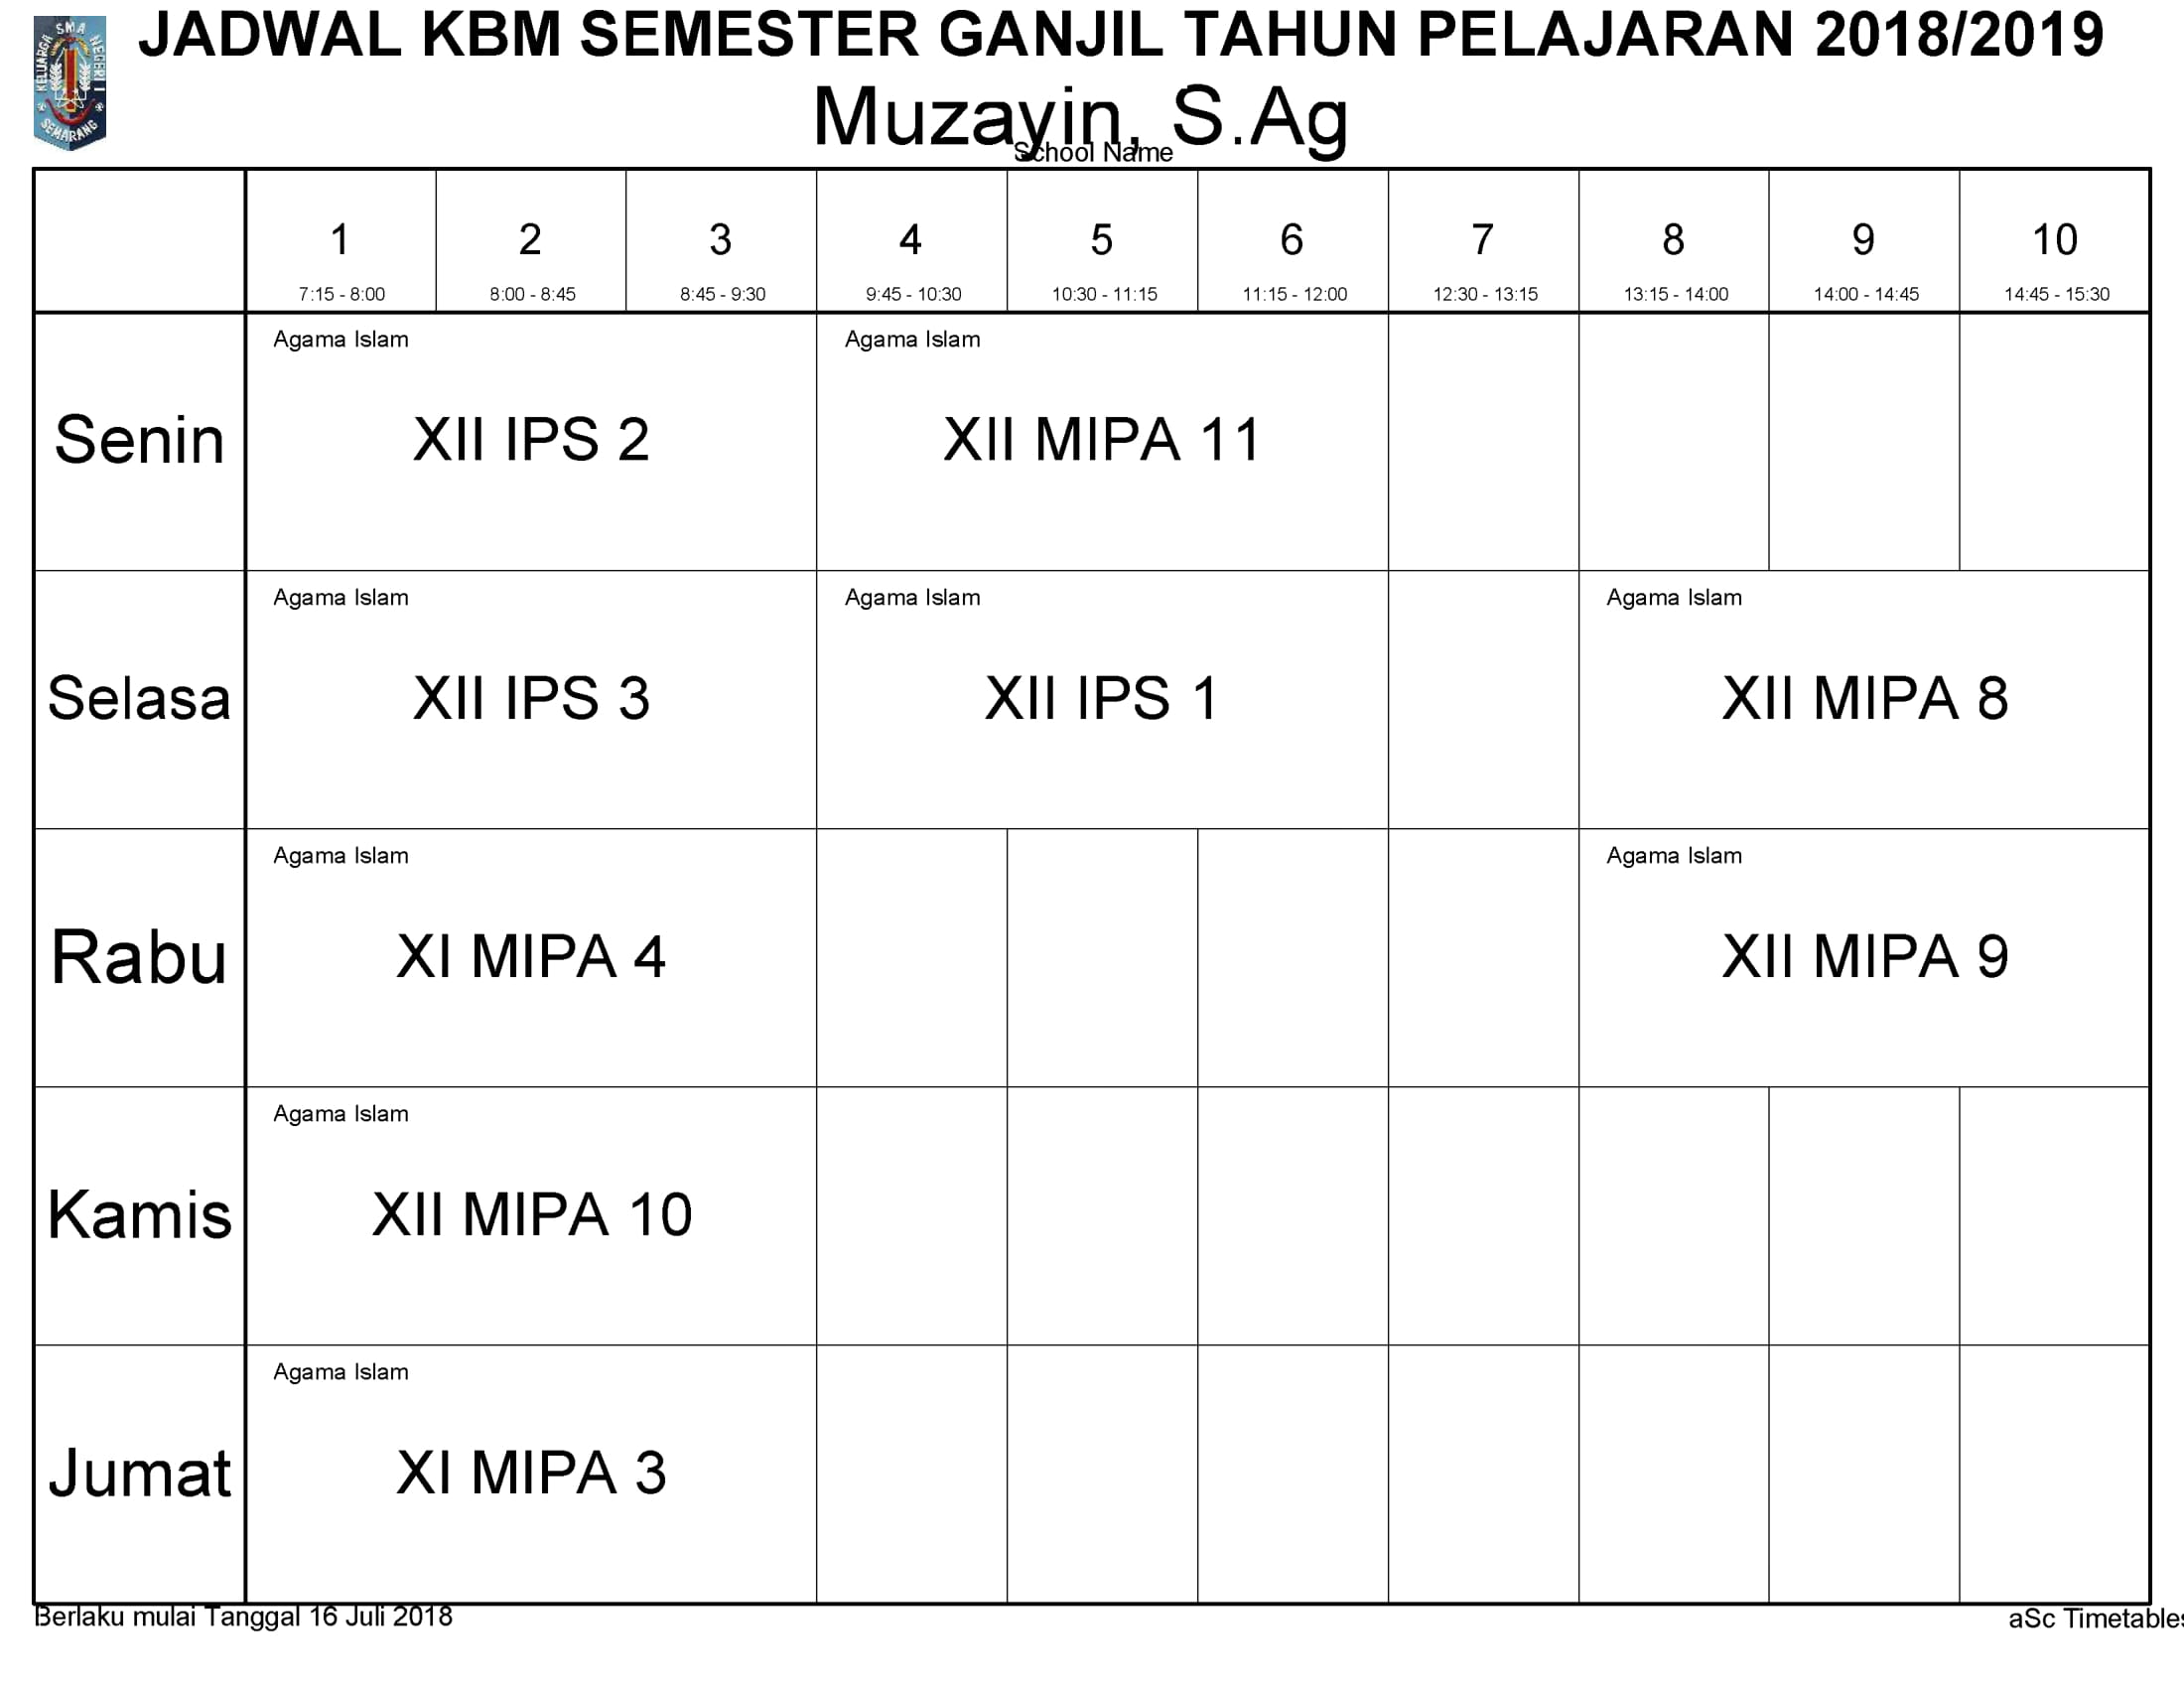 KELUARGA SMA NEGERI 1
SEMARANG
JADWAL KBM SEMESTER GANJIL TAHUN PELAJARAN 2018/2019
Muzayin, S.Ag
School Name
1 2 3 4 5 6 7 8 9 10
7:15 - 8:00 8:00 - 8:45 8:45 - 9:30 9:45 - 10:30 10:30 - 11:15 11:15 - 12:00 12:30 - 13:15 13:15 - 14:00 14:00 - 14:45 14:45 - 15:30
Agama Islam Agama Islam
Senin XII IPS 2 XII MIPA 11
Agama Islam Agama Islam Agama Islam
Selasa XII IPS 3 XII IPS 1 XII MIPA 8
Agama Islam Agama Islam
Rabu XI MIPA 4 XII MIPA 9
Agama Islam
Kamis XII MIPA 10
Agama Islam
Jumat XI MIPA 3
Berlaku mulai Tanggal 16 Juli 2018 aSc Timetables